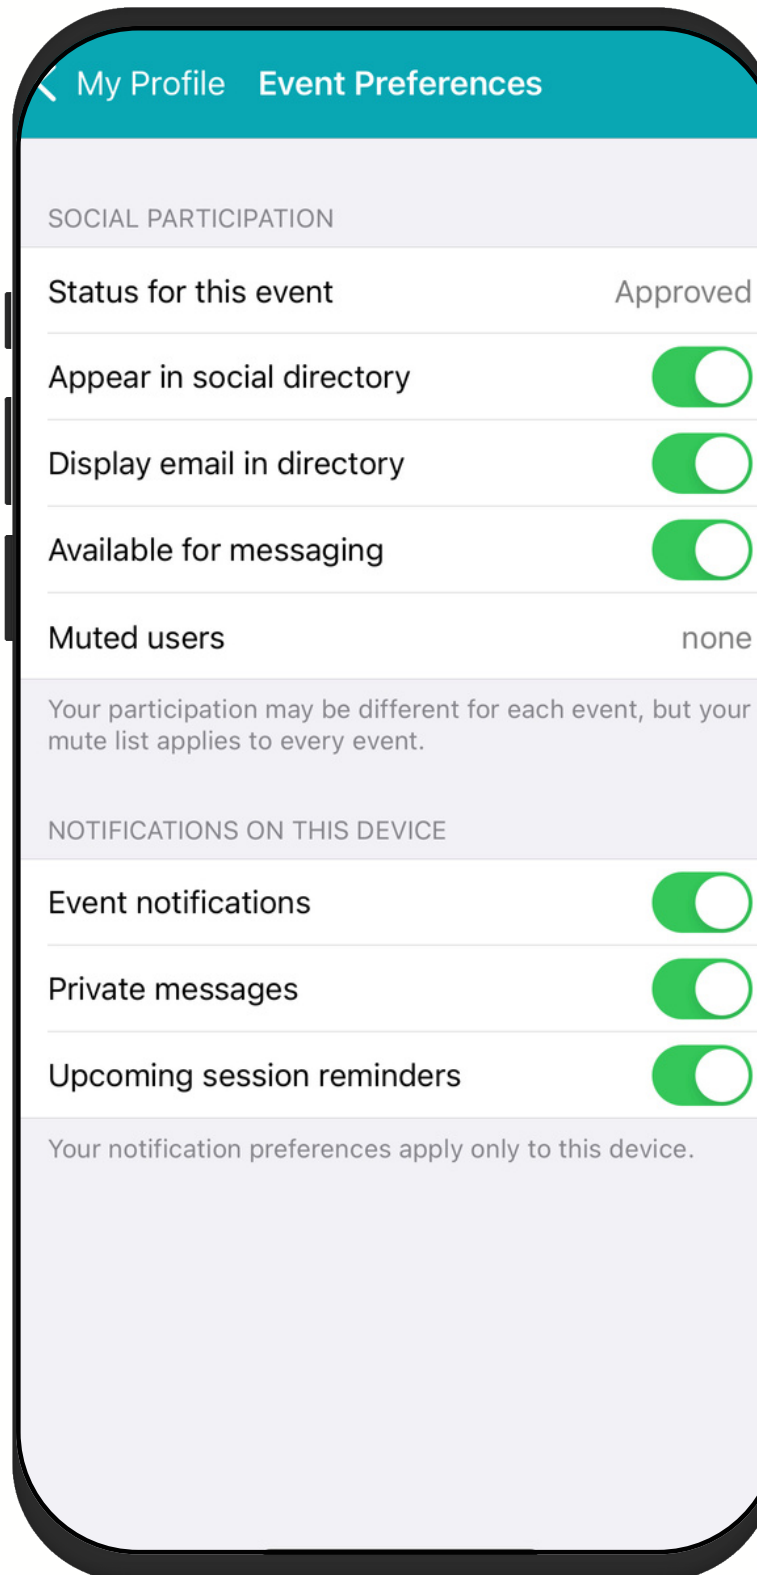 My Profile Event Preferences
SOCIAL PARTICIPATION
Status for this event Approved
Appear in social directory
Display email in directory
Available for messaging
Muted users none
Your participation may be different for each event, but your
mute list applies to every event.
NOTIFICATIONS ON THIS DEVICE
Event notifications
Private messages
Upcoming session reminders
Your notification preferences apply only to this device.